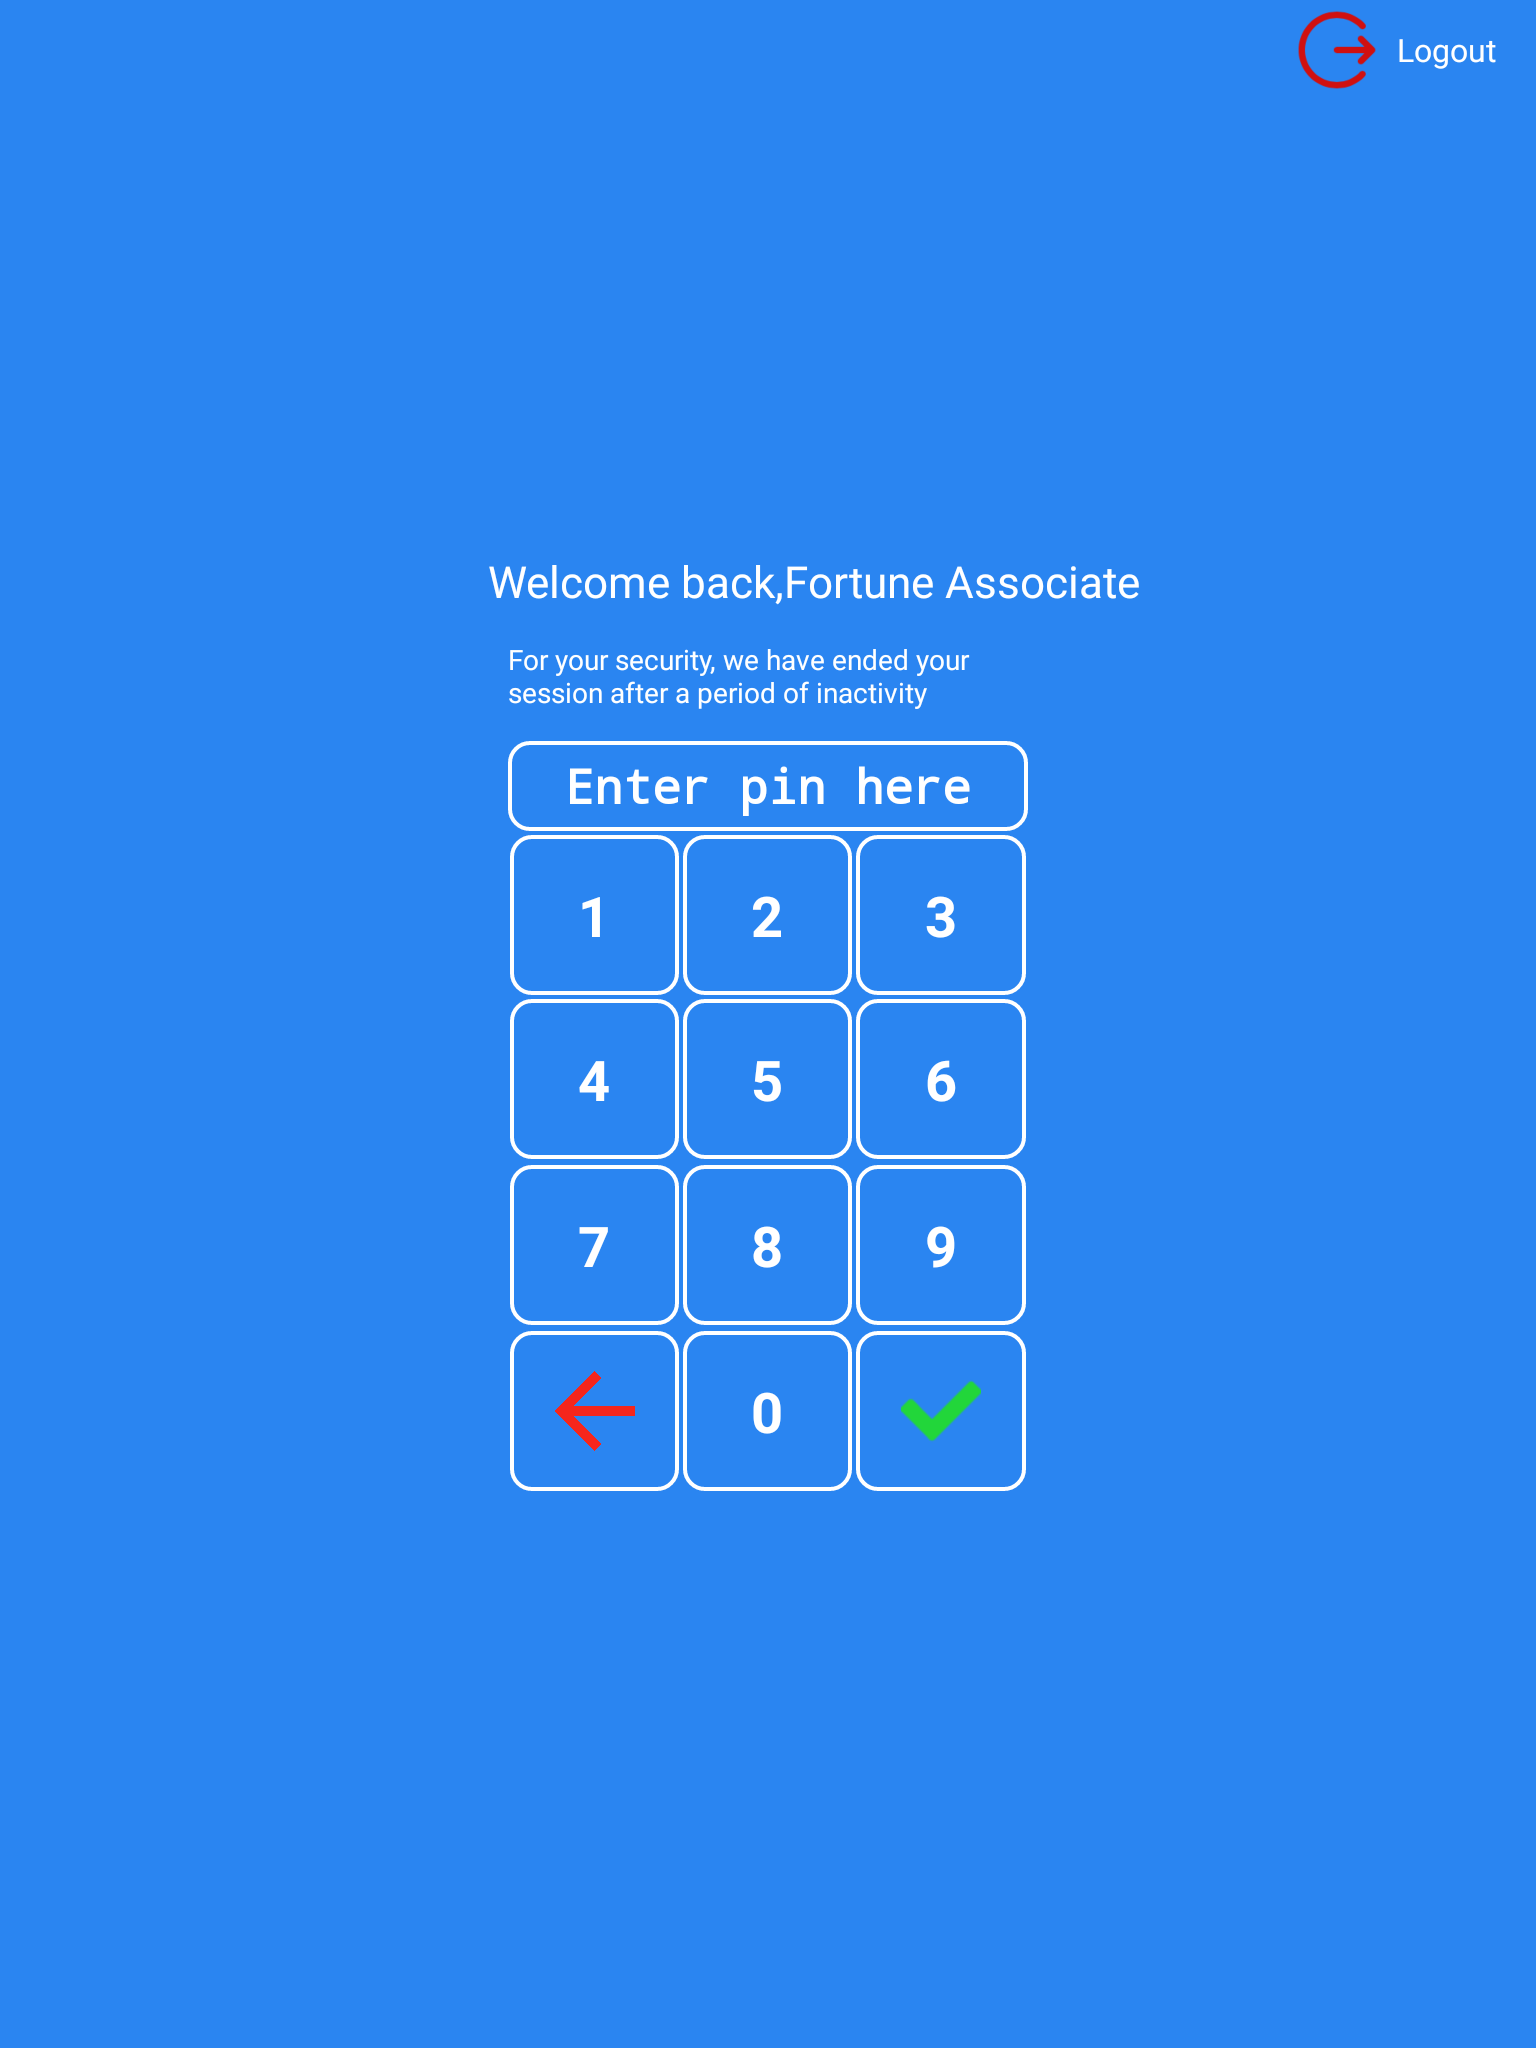 Logout
Welcome back,Fortune Associate
For your security, we have ended your
session after a period of inactivity
Enter pin here
1 2 3
4 5 6
7 8 9
0